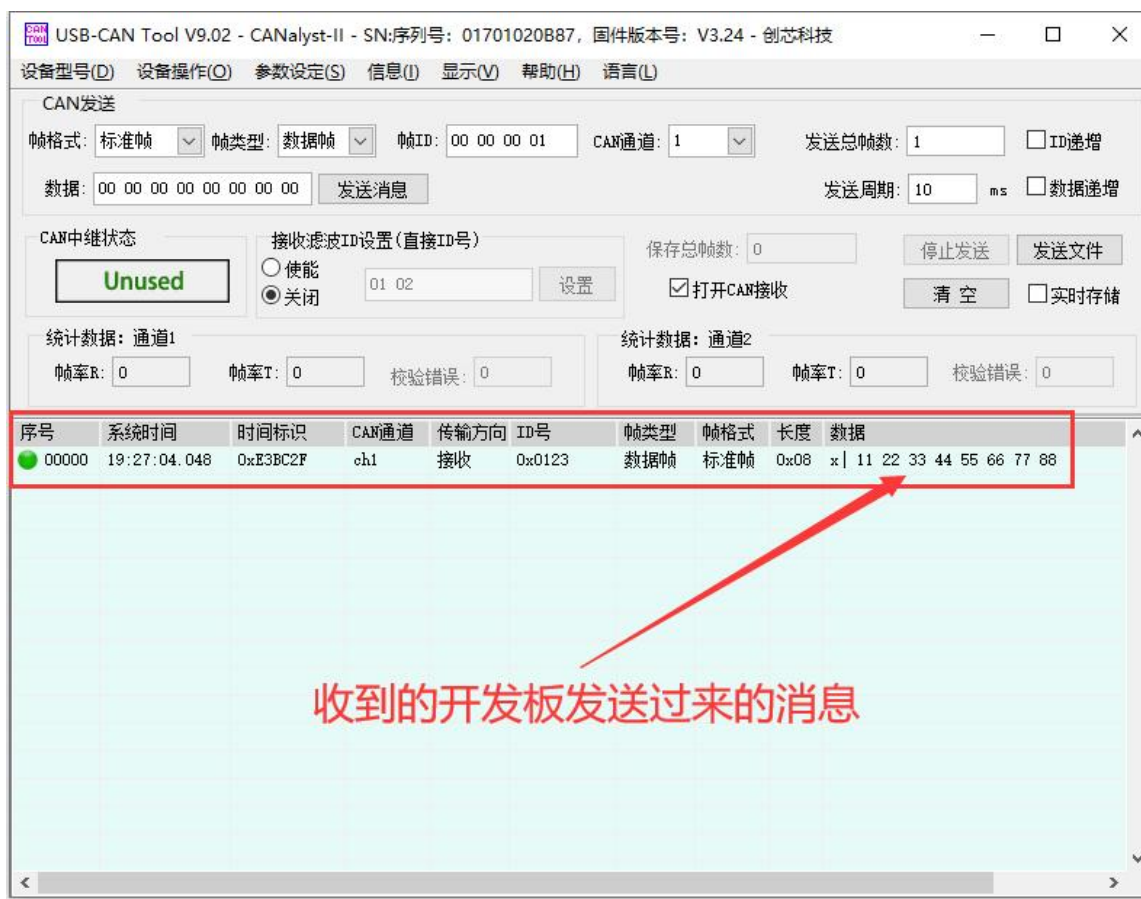 CAN TOOL USB-CAN Tool V9.02 - CANalyst-II - SN:序列号: 01701020B87, 固件版本号: V3.24 - 创芯科技
设备型号(D) 设备操作(O) 参数设定(S) 信息(I) 显示(V) 帮助(H) 语言(L)
CAN发送
帧格式: 标准帧 帧类型: 数据帧 帧ID: 00 00 00 01 CAN通道: 1 发送总帧数: 1 ID递增
数据: 00 00 00 00 00 00 00 00 发送消息 发送周期: 10 ms 数据递增
CAN中继状态 接收滤波ID设置(直接ID号)
Unused 使能 关闭 01 02 设置
保存总帧数: 0 停止发送 发送文件
打开CAN接收 清 空 实时存储
统计数据: 通道1 统计数据: 通道2
帧率R: 0 帧率T: 0 校验错误: 0 帧率R: 0 帧率T: 0 校验错误: 0
序号 系统时间 时间标识 CAN通道 传输方向 ID号 帧类型 帧格式 长度 数据
00000 19:27:04.048 0xE3BC2F ch1 接收 0x0123 数据帧 标准帧 0x08 x| 11 22 33 44 55 66 77 88
收到的开发板发送过来的消息